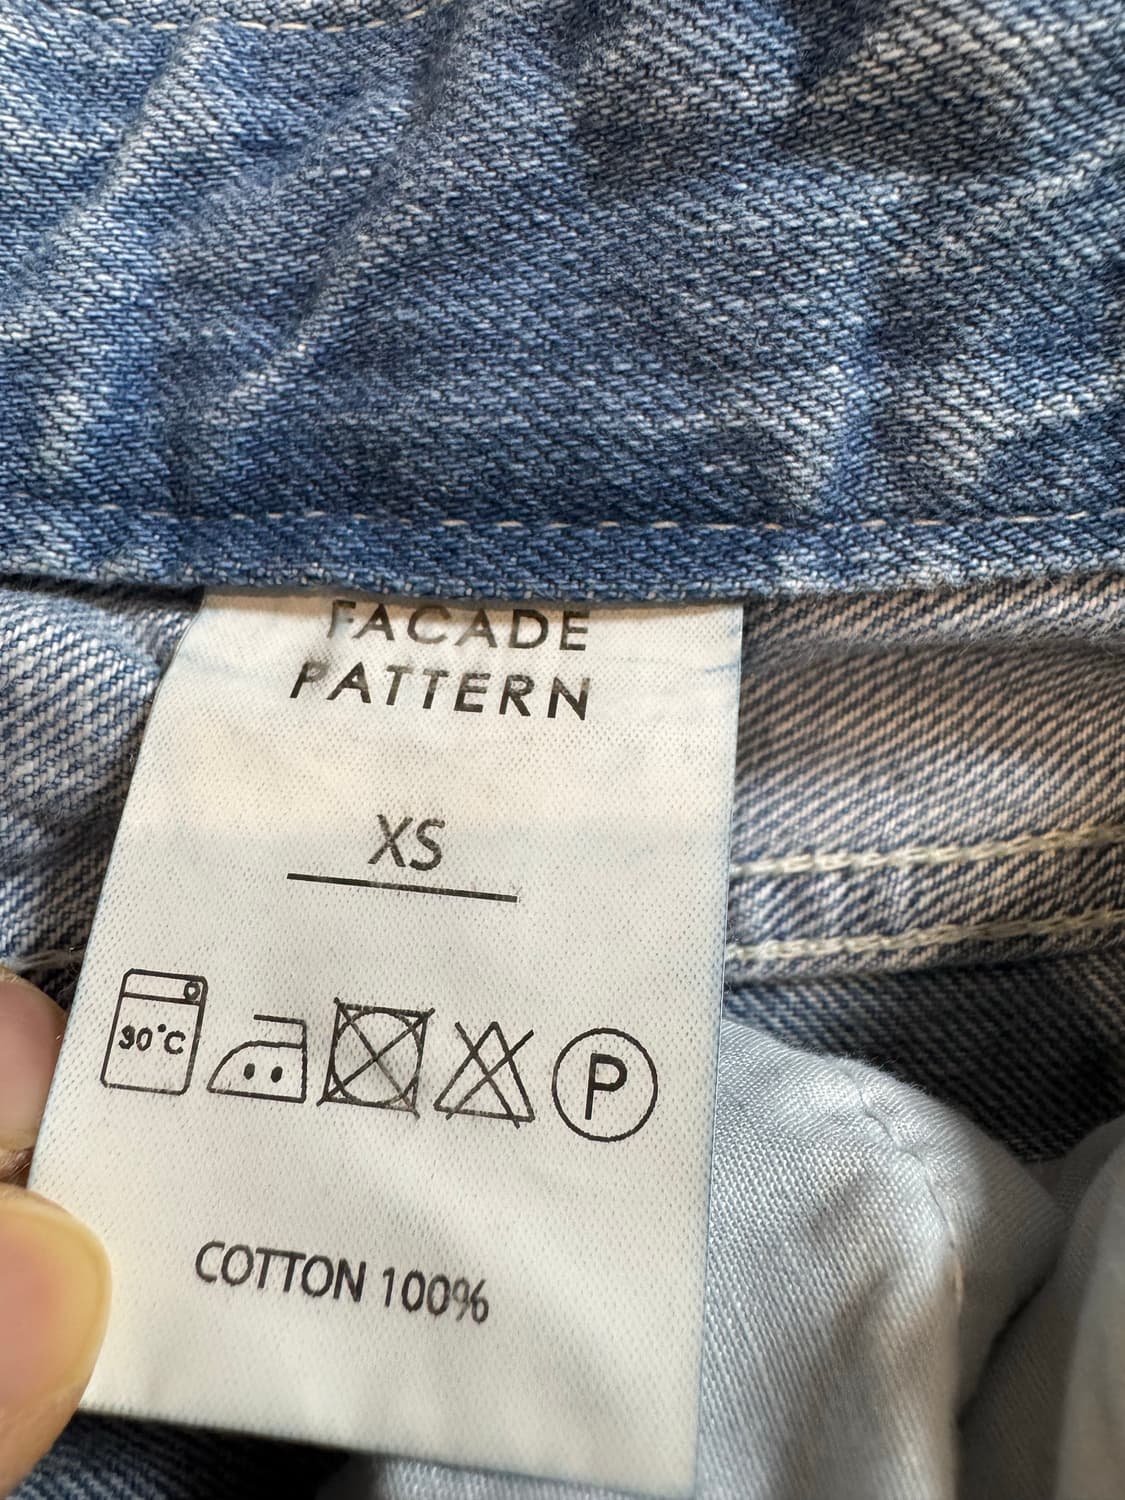 FACADE
PATTERN
XS
30°C
P
COTTON 100%